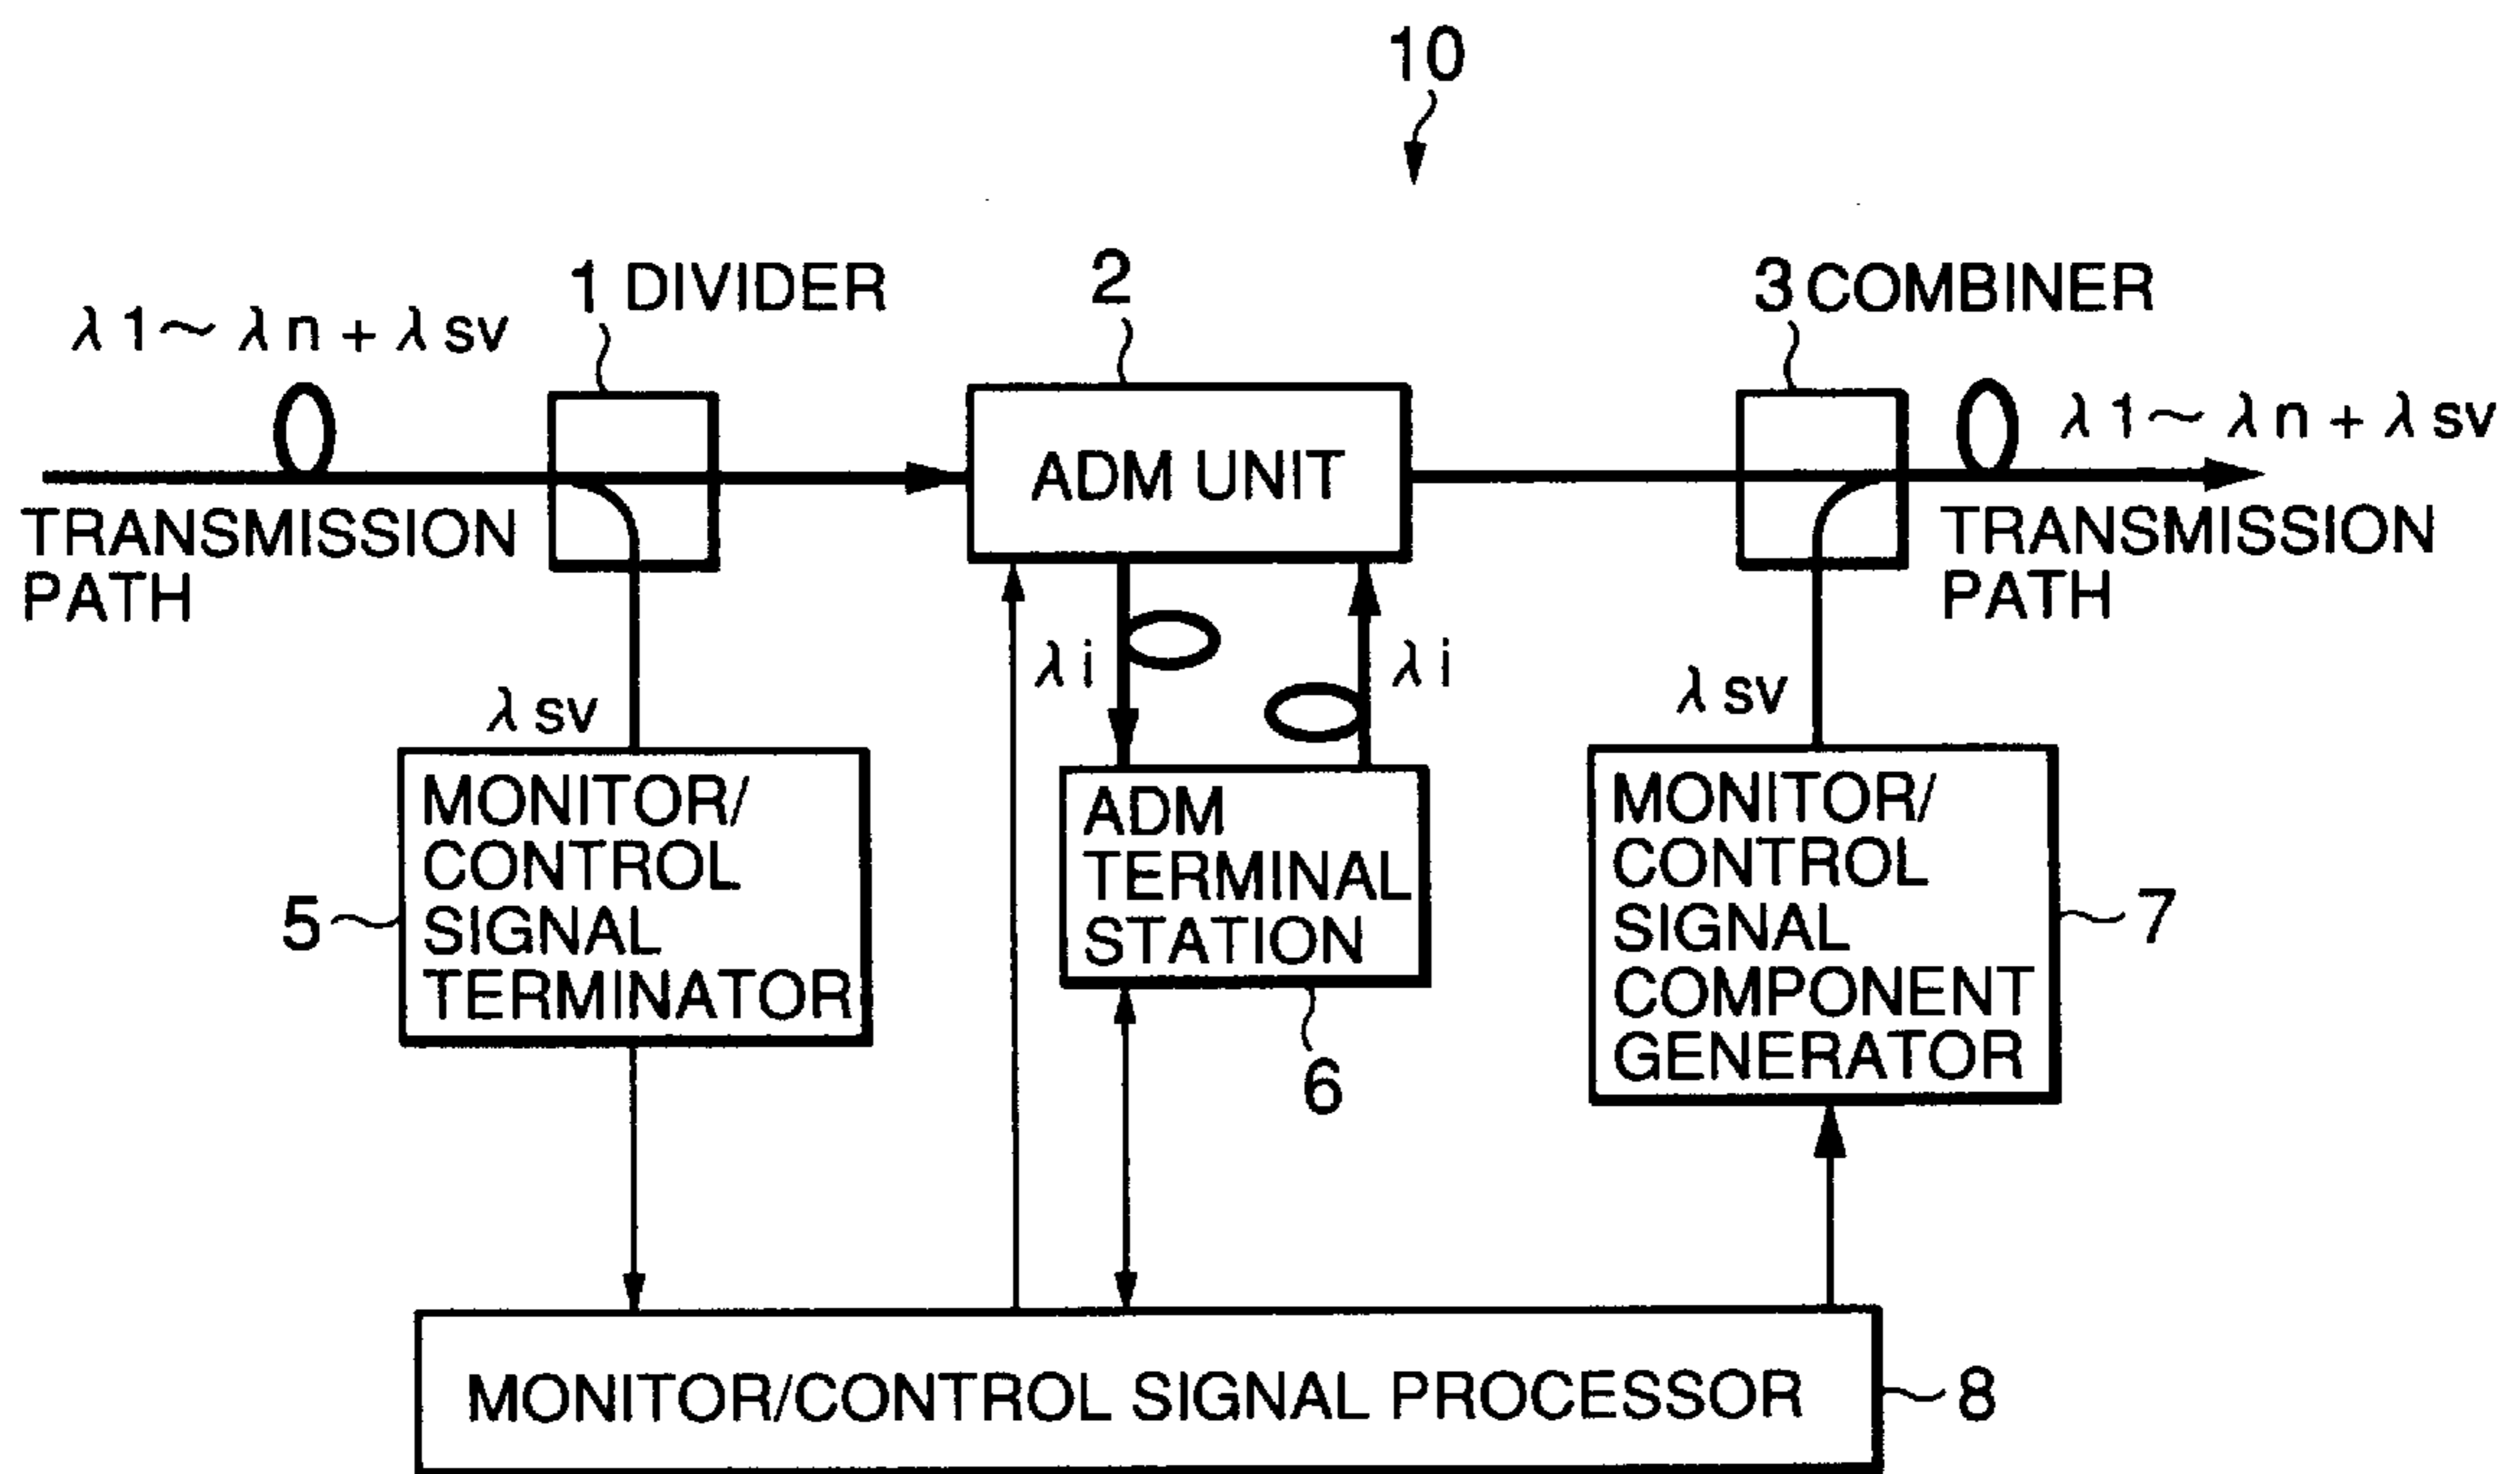 10
1 DIVIDER
2
3 COMBINER
λ1~ λn + λsv
λ1~ λn + λsv
ADM UNIT
TRANSMISSION
PATH
TRANSMISSION
PATH
λi
λi
λsv
λsv
MONITOR/
CONTROL
SIGNAL
TERMINATOR
5
ADM
TERMINAL
STATION
6
MONITOR/
CONTROL
SIGNAL
COMPONENT
GENERATOR
7
MONITOR/CONTROL SIGNAL PROCESSOR
8